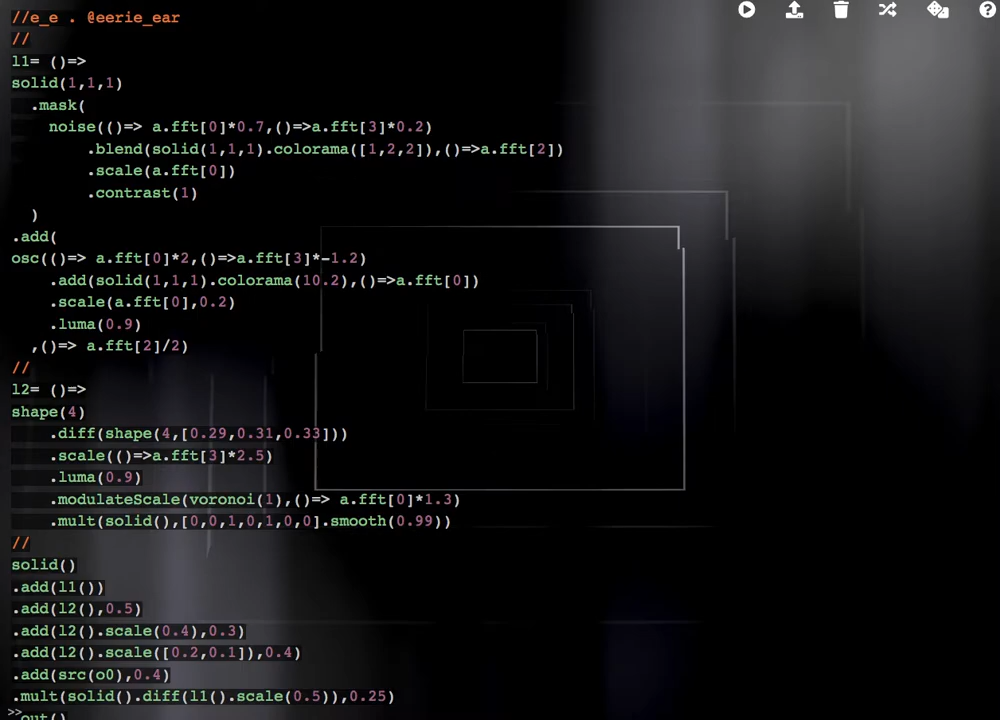 //e_e . @eerie_ear
//
l1= ()=>
solid(1,1,1)
  .mask(
    noise(()=> a.fft[0]*0.7,()=>a.fft[3]*0.2)
        .blend(solid(1,1,1).colorama([1,2,2]),()=>a.fft[2])
        .scale(a.fft[0])
        .contrast(1)
  )
.add(
osc(()=> a.fft[0]*2,()=>a.fft[3]*-1.2)
    .add(solid(1,1,1).colorama(10.2),()=>a.fft[0])
    .scale(a.fft[0],0.2)
    .luma(0.9)
  ,()=> a.fft[2]/2)
//
l2= ()=>
shape(4)
    .diff(shape(4,[0.29,0.31,0.33]))
    .scale(()=>a.fft[3]*2.5)
    .luma(0.9)
    .modulateScale(voronoi(1),()=> a.fft[0]*1.3)
    .mult(solid(),[0,0,1,0,1,0,0].smooth(0.99))
//
solid()
.add(l1())
.add(l2(),0.5)
.add(l2().scale(0.4),0.3)
.add(l2().scale([0.2,0.1]),0.4)
.add(src(o0),0.4)
.mult(solid().diff(l1().scale(0.5)),0.25)
>>
.out()